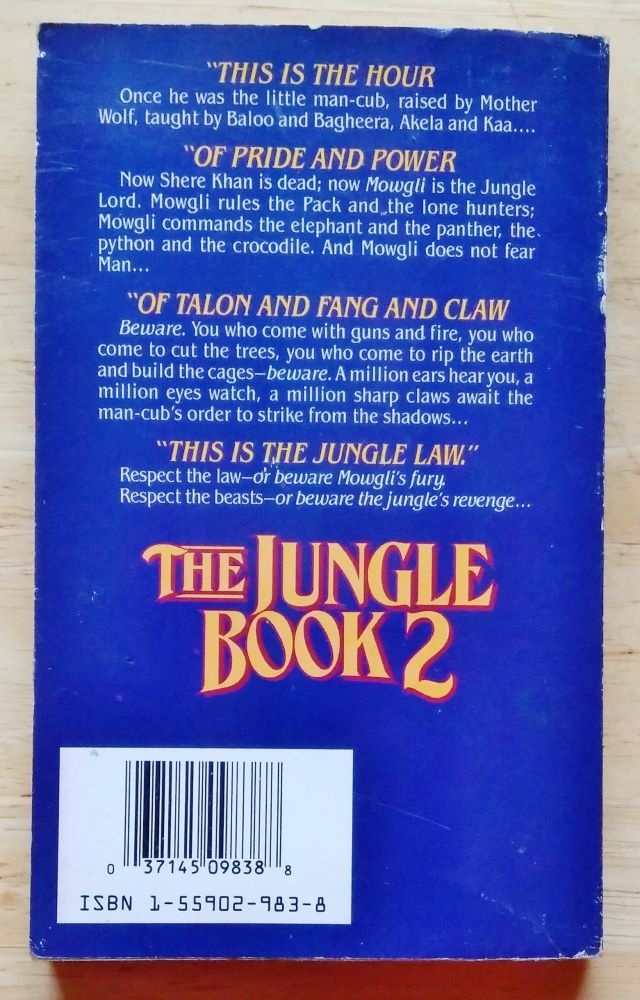 "THIS IS THE HOUR
Once he was the little man-cub, raised by Mother
Wolf, taught by Baloo and Bagheera, Akela and Kaa....
"OF PRIDE AND POWER
Now Shere Khan is dead; now Mowgli is the Jungle
Lord. Mowgli rules the Pack and the lone hunters;
Mowgli commands the elephant and the panther, the
python and the crocodile. And Mowgli does not fear
Man...
"OF TALON AND FANG AND CLAW
Beware. You who come with guns and fire, you who
come to cut the trees, you who come to rip the earth
and build the cages—beware. A million ears hear you, a
million eyes watch, a million sharp claws await the
man-cub's order to strike from the shadows...
"THIS IS THE JUNGLE LAW."
Respect the law—or beware Mowgli's fury.
Respect the beasts—or beware the jungle's revenge...
THE JUNGLE
BOOK 2
0 37145 09838 8
ISBN 1-55902-983-8